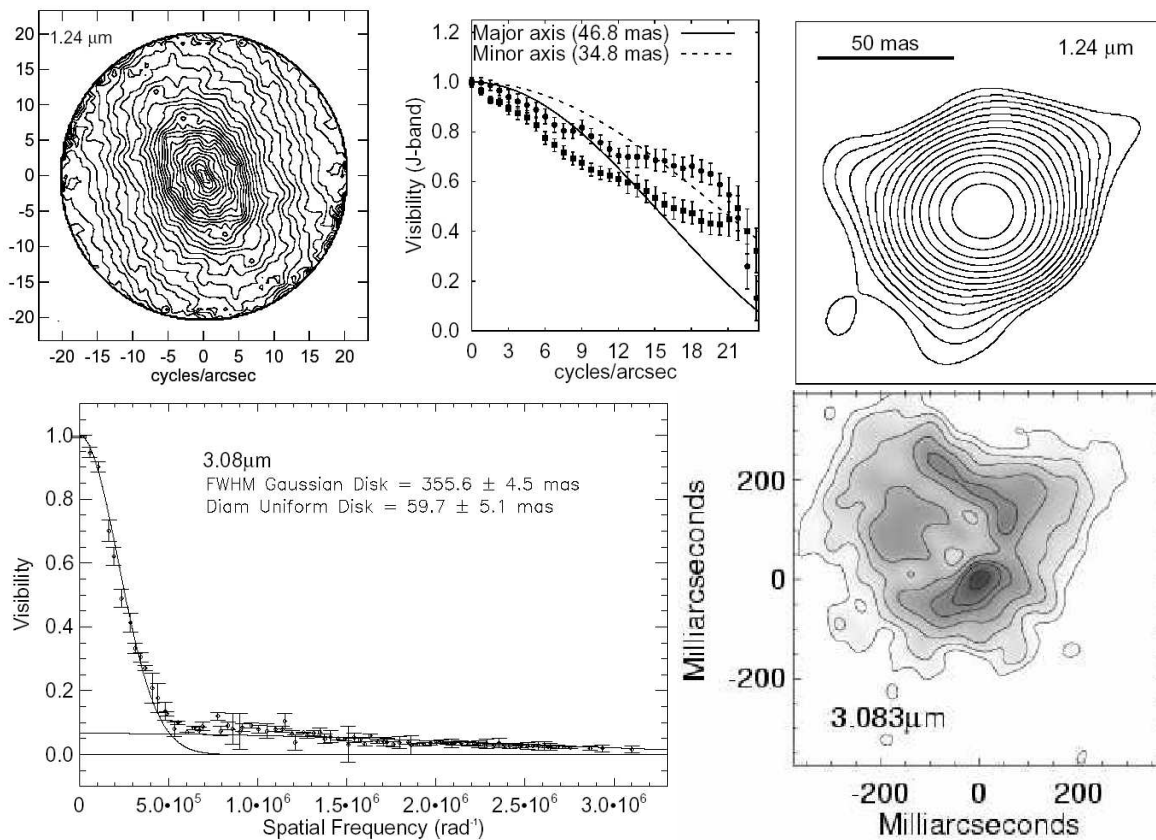 1.24 μm
20
15
10
5
0
-5
-10
-15
-20
-20 -15 -10 -5 0 5 10 15 20
cycles/arcsec
Visibility (J-band)
1.2
1.0
0.8
0.6
0.4
0.2
0.0
Major axis (46.8 mas)
Minor axis (34.8 mas)
0 3 6 9 12 15 18 21
cycles/arcsec
50 mas
1.24 μm
Visibility
1.0
0.8
0.6
0.4
0.2
0.0
3.08μm
FWHM Gaussian Disk = 355.6 ± 4.5 mas
Diam Uniform Disk = 59.7 ± 5.1 mas
0 5.0•10⁵ 1.0•10⁶ 1.5•10⁶ 2.0•10⁶ 2.5•10⁶ 3.0•10⁶
Spatial Frequency (rad⁻¹)
Milliarcseconds
200
0
-200
3.083μm
-200 0 200
Milliarcseconds